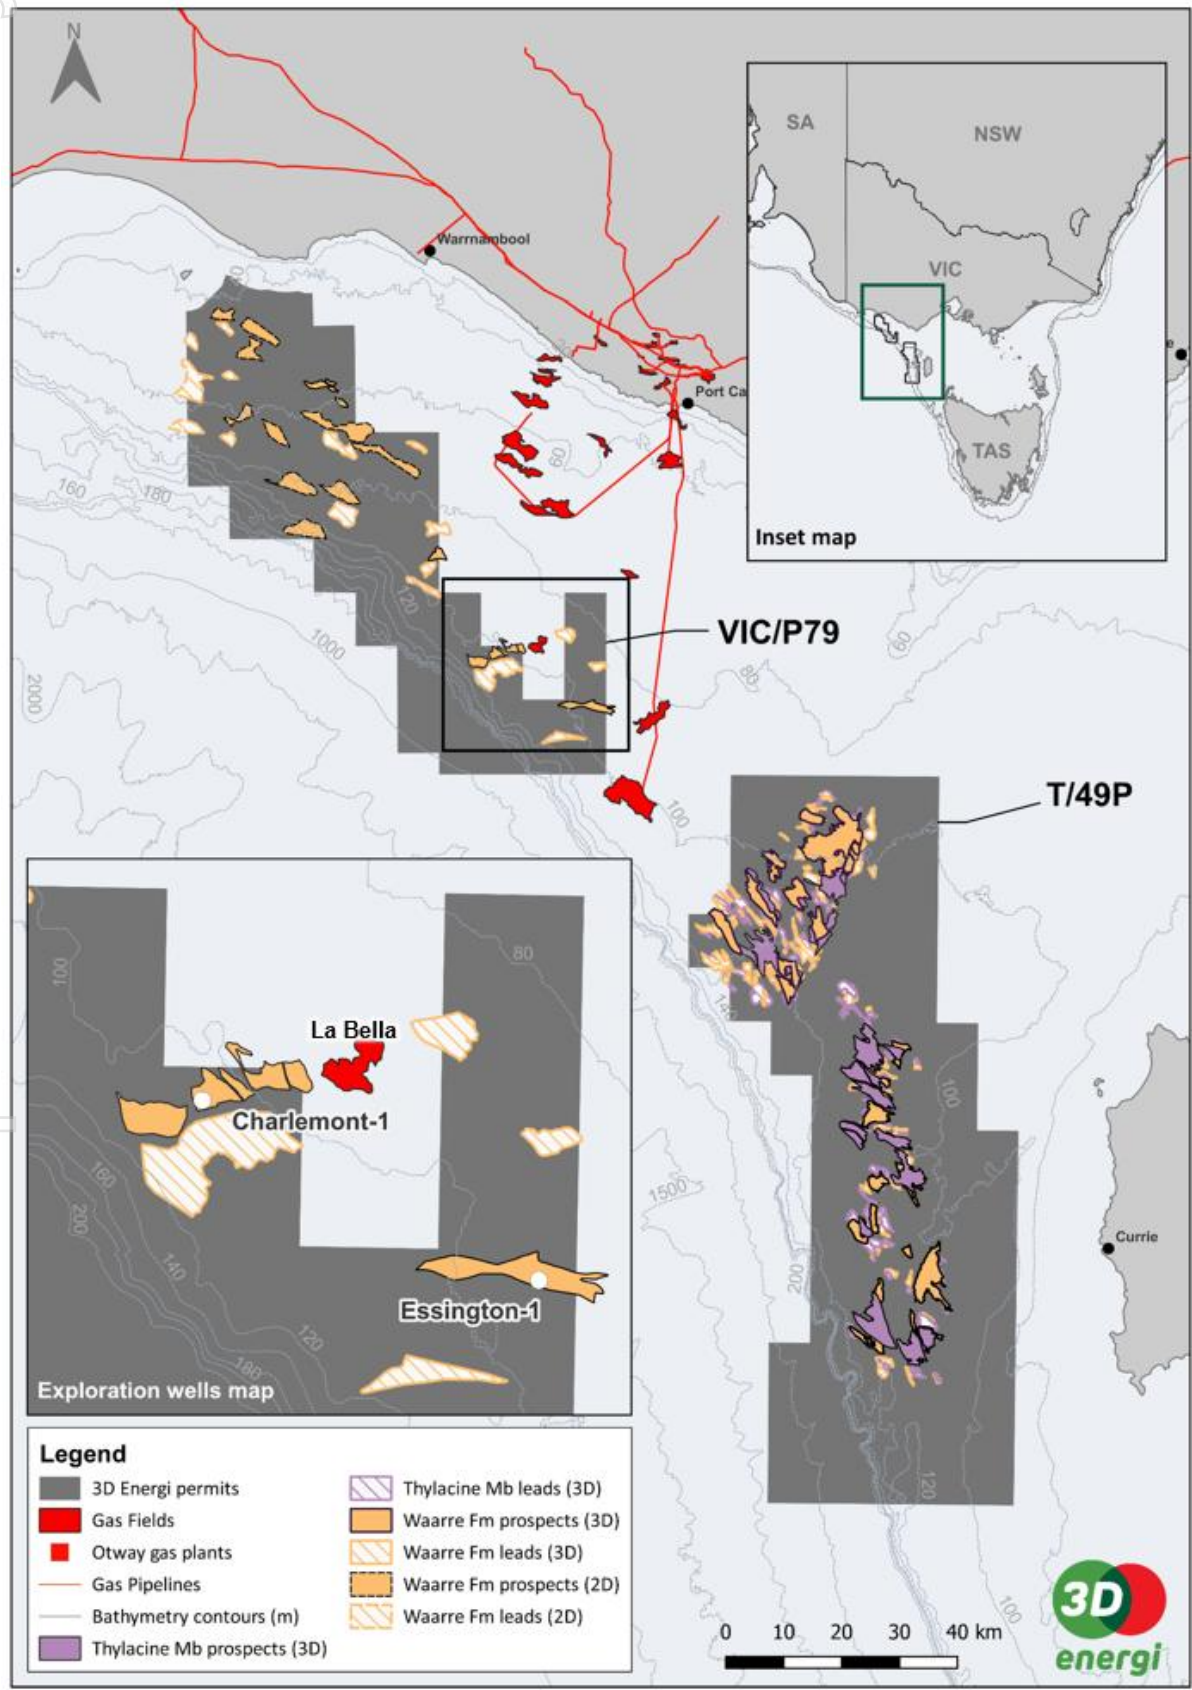 N
SA
NSW
VIC
TAS
Inset map
Warrnambool
Port Ca
e
60
160
180
120
1000
2000
VIC/P79
60
80
100
T/49P
140
100
1500
200
Currie
120
100
100
80
La Bella
Charlemont-1
160
200
140
Essington-1
120
180
Exploration wells map
Legend
3D Energi permits
Gas Fields
Otway gas plants
Gas Pipelines
Bathymetry contours (m)
Thylacine Mb prospects (3D)
Thylacine Mb leads (3D)
Waarre Fm prospects (3D)
Waarre Fm leads (3D)
Waarre Fm prospects (2D)
Waarre Fm leads (2D)
0 10 20 30 40 km
3D
energi